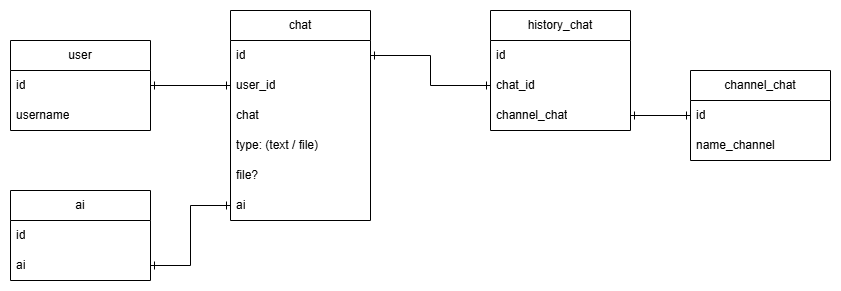 user
id
username
ai
id
ai
chat
id
user_id
chat
type: (text / file)
file?
ai
history_chat
id
chat_id
channel_chat
channel_chat
id
name_channel